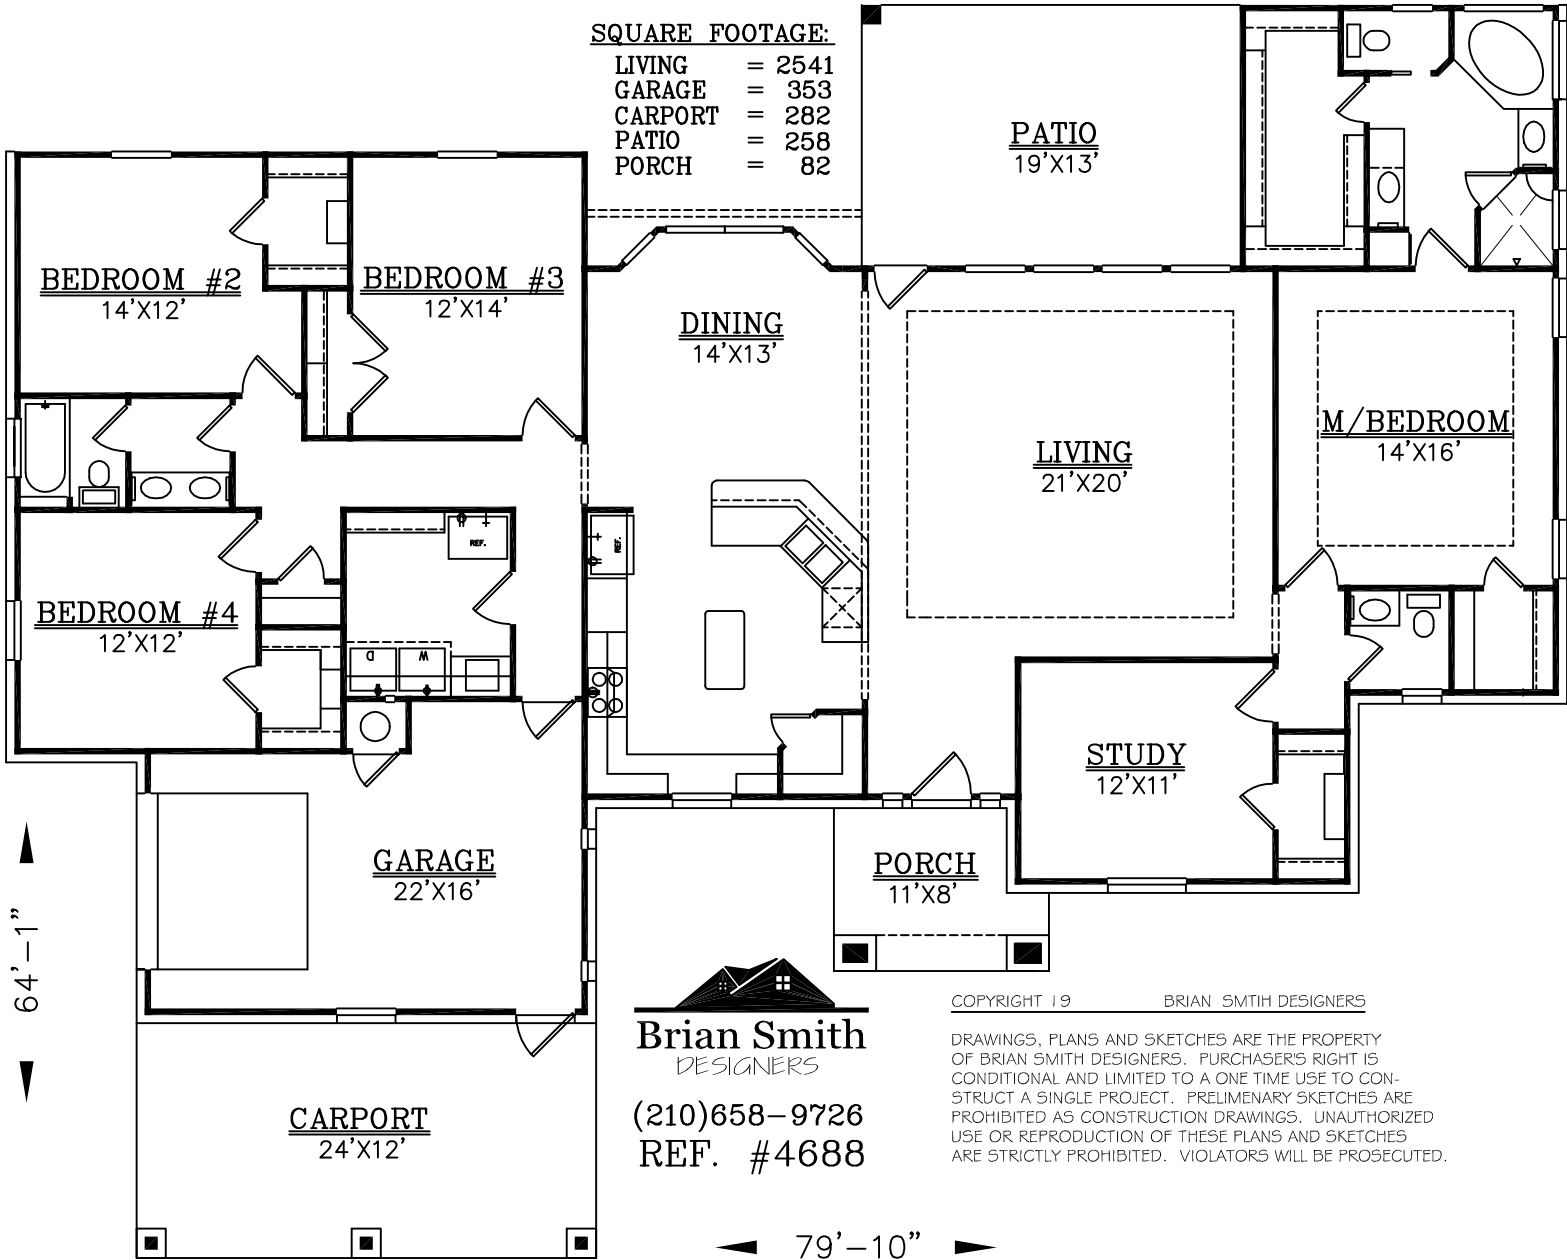 SQUARE FOOTAGE:
LIVING = 2541
GARAGE = 353
CARPORT = 282
PATIO = 258
PORCH = 82
PATIO
19'X13'
BEDROOM #2
14'X12'
BEDROOM #3
12'X14'
DINING
14'X13'
LIVING
21'X20'
M/BEDROOM
14'X16'
REF.
REF.
BEDROOM #4
12'X12'
D
W
STUDY
12'X11'
GARAGE
22'X16'
PORCH
11'X8'
64'-1"
Brian Smith
DESIGNERS
(210)658-9726
REF. #4688
COPYRIGHT 19 BRIAN SMTIH DESIGNERS
DRAWINGS, PLANS AND SKETCHES ARE THE PROPERTY
OF BRIAN SMITH DESIGNERS. PURCHASER'S RIGHT IS
CONDITIONAL AND LIMITED TO A ONE TIME USE TO CON-
STRUCT A SINGLE PROJECT. PRELIMENARY SKETCHES ARE
PROHIBITED AS CONSTRUCTION DRAWINGS. UNAUTHORIZED
USE OR REPRODUCTION OF THESE PLANS AND SKETCHES
ARE STRICTLY PROHIBITED. VIOLATORS WILL BE PROSECUTED.
CARPORT
24'X12'
79'-10"